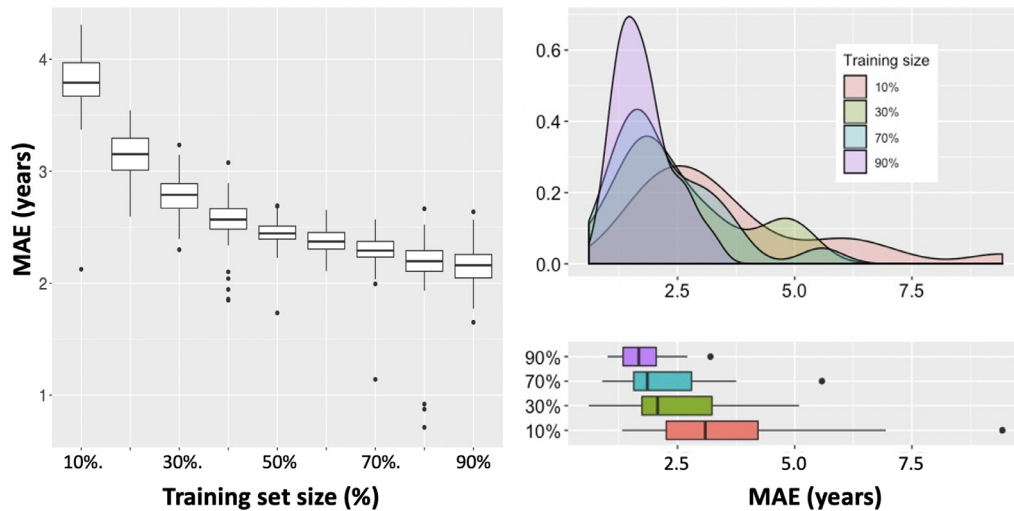 MAE (years)
4
3
2
1
10%. 30%. 50% 70%. 90%
Training set size (%)
0.6
0.4
0.2
0.0
Training size
10%
30%
70%
90%
2.5 5.0 7.5
90%
70%
30%
10%
2.5 5.0 7.5
MAE (years)